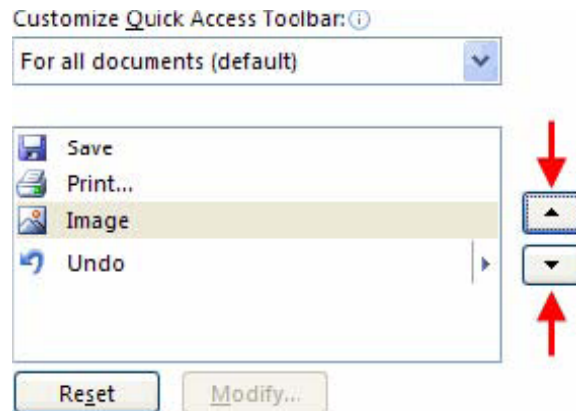 Customize Quick Access Toolbar:
For all documents (default)
Save
Print...
Image
Undo
Reset
Modify...